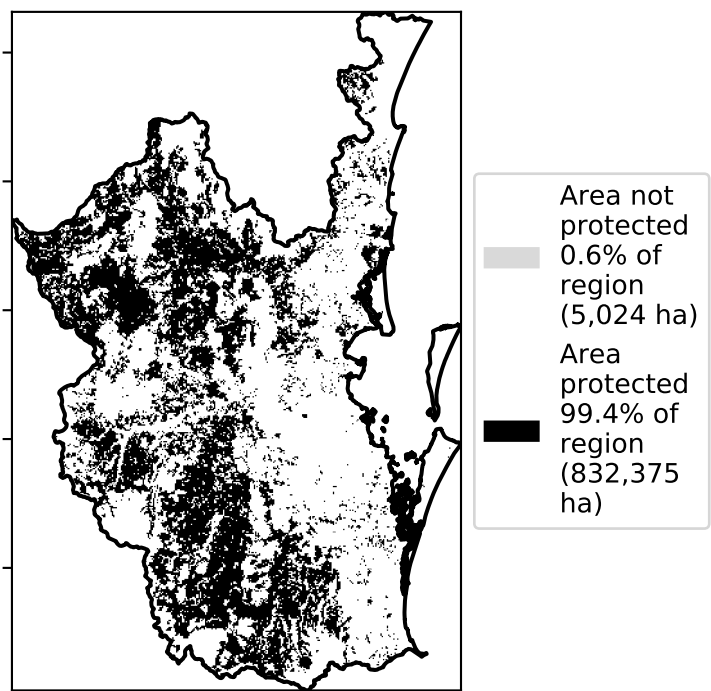 Area not
protected
0.6% of
region
(5,024 ha)
Area
protected
99.4% of
region
(832,375
ha)